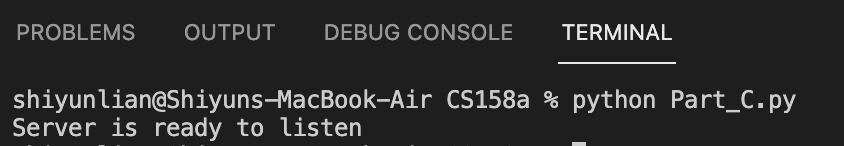 PROBLEMS OUTPUT DEBUG CONSOLE TERMINAL
shiyunlian@Shiyuns-MacBook-Air CS158a % python Part_C.py
Server is ready to listen